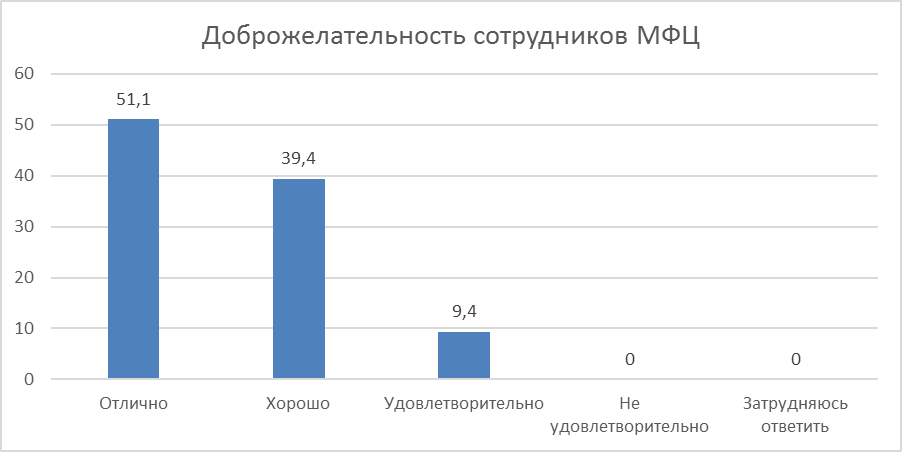 Доброжелательность сотрудников МФЦ
60
50
40
30
20
10
0
51,1
39,4
9,4
0
0
Отлично
Хорошо
Удовлетворительно
Не
удовлетворительно
Затрудняюсь
ответить